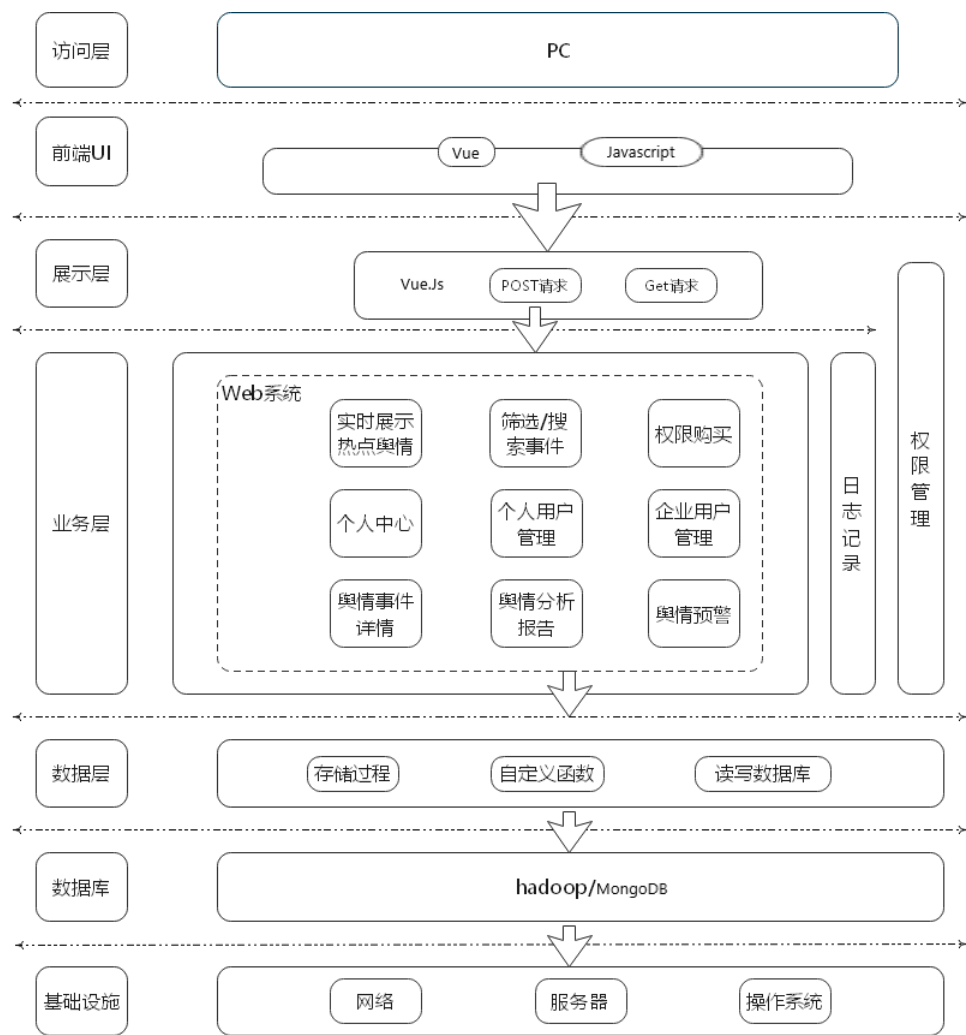 访问层
PC
前端UI
Vue
Javascript
展示层
Vue.Js
POST请求
Get请求
业务层
Web系统
实时展示
热点舆情
筛选/搜
索事件
权限购买
个人中心
个人用户
管理
企业用户
管理
舆情事件
详情
舆情分析
报告
舆情预警
日志记录
权限管理
数据层
存储过程
自定义函数
读写数据库
数据库
hadoop/MongoDB
基础设施
网络
服务器
操作系统